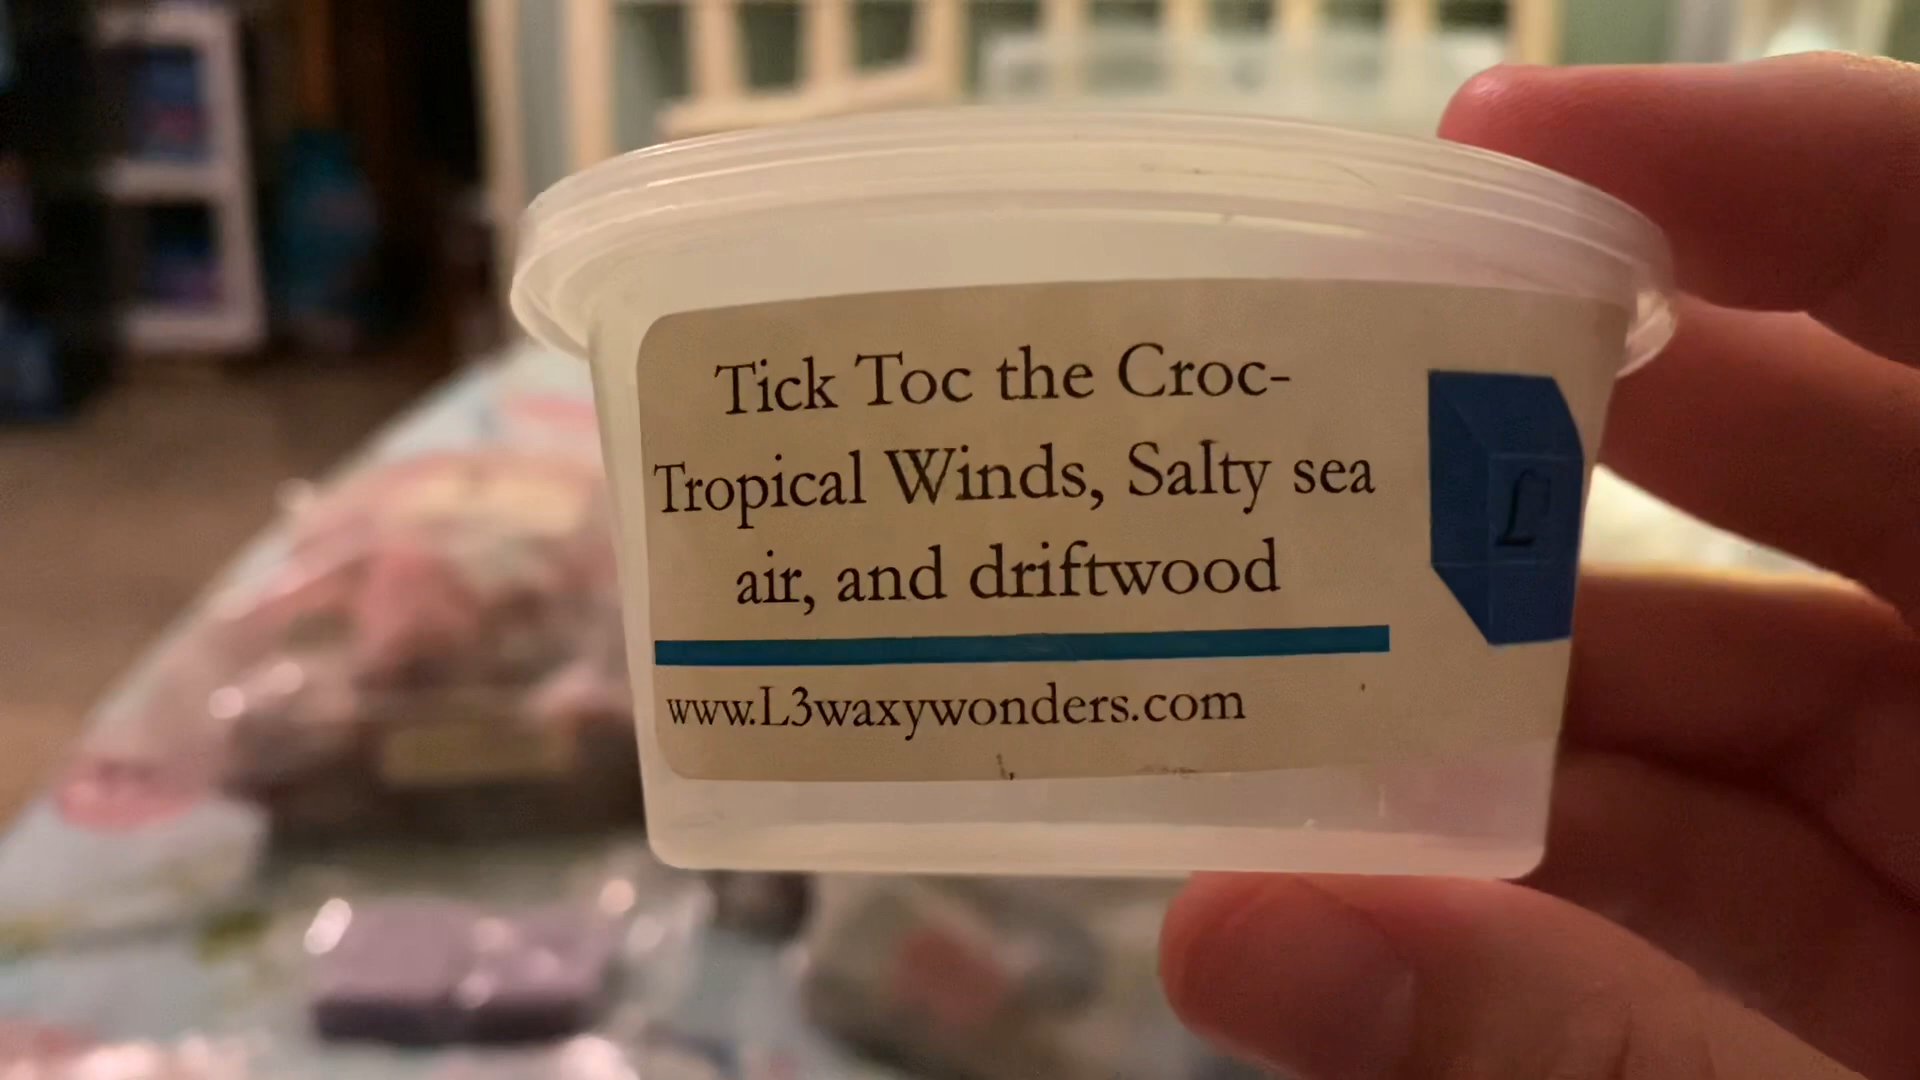 Tick Toc the Croc-
Tropical Winds, Salty sea
air, and driftwood
www.L3waxywonders.com
L